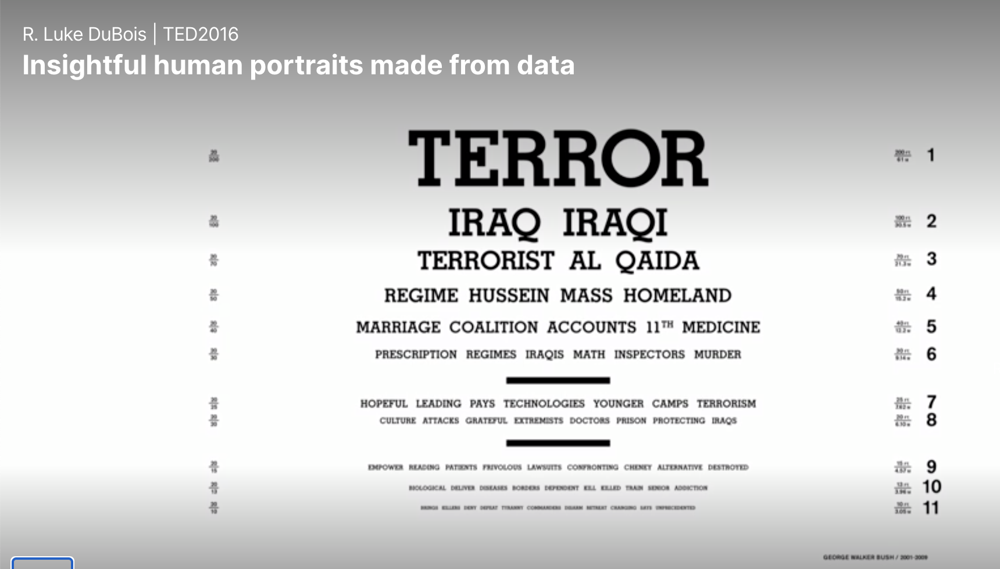 R. Luke DuBois | TED2016
Insightful human portraits made from data
20/200 TERROR 200 FT. 61 M 1
20/100 IRAQ IRAQI 100 FT. 30.5 M 2
20/70 TERRORIST AL QAIDA 70 FT. 21.3 M 3
20/50 REGIME HUSSEIN MASS HOMELAND 50 FT. 15.2 M 4
20/40 MARRIAGE COALITION ACCOUNTS 11TH MEDICINE 40 FT. 12.2 M 5
20/30 PRESCRIPTION REGIMES IRAQIS MATH INSPECTORS MURDER 30 FT. 9.14 M 6
20/25 HOPEFUL LEADING PAYS TECHNOLOGIES YOUNGER CAMPS TERRORISM 25 FT. 7.62 M 7
20/20 CULTURE ATTACKS GRATEFUL EXTREMISTS DOCTORS PRISON PROTECTING IRAQS 20 FT. 6.10 M 8
20/15 EMPOWER READING PATIENTS FRIVOLOUS LAWSUITS CONFRONTING CHENEY ALTERNATIVE DESTROYED 15 FT. 4.57 M 9
20/13 BIOLOGICAL DELIVER DISEASES BORDERS DEPENDENT KILL KILLED TRAIN SENIOR ADDICTION 13 FT. 3.96 M 10
20/10 BRINGS KILLERS DENY DEFEAT TYRANNY COMMANDERS DISARM RETREAT CHANGING SAYS UNPRECEDENTED 10 FT. 3.05 M 11
GEORGE WALKER BUSH / 2001-2009